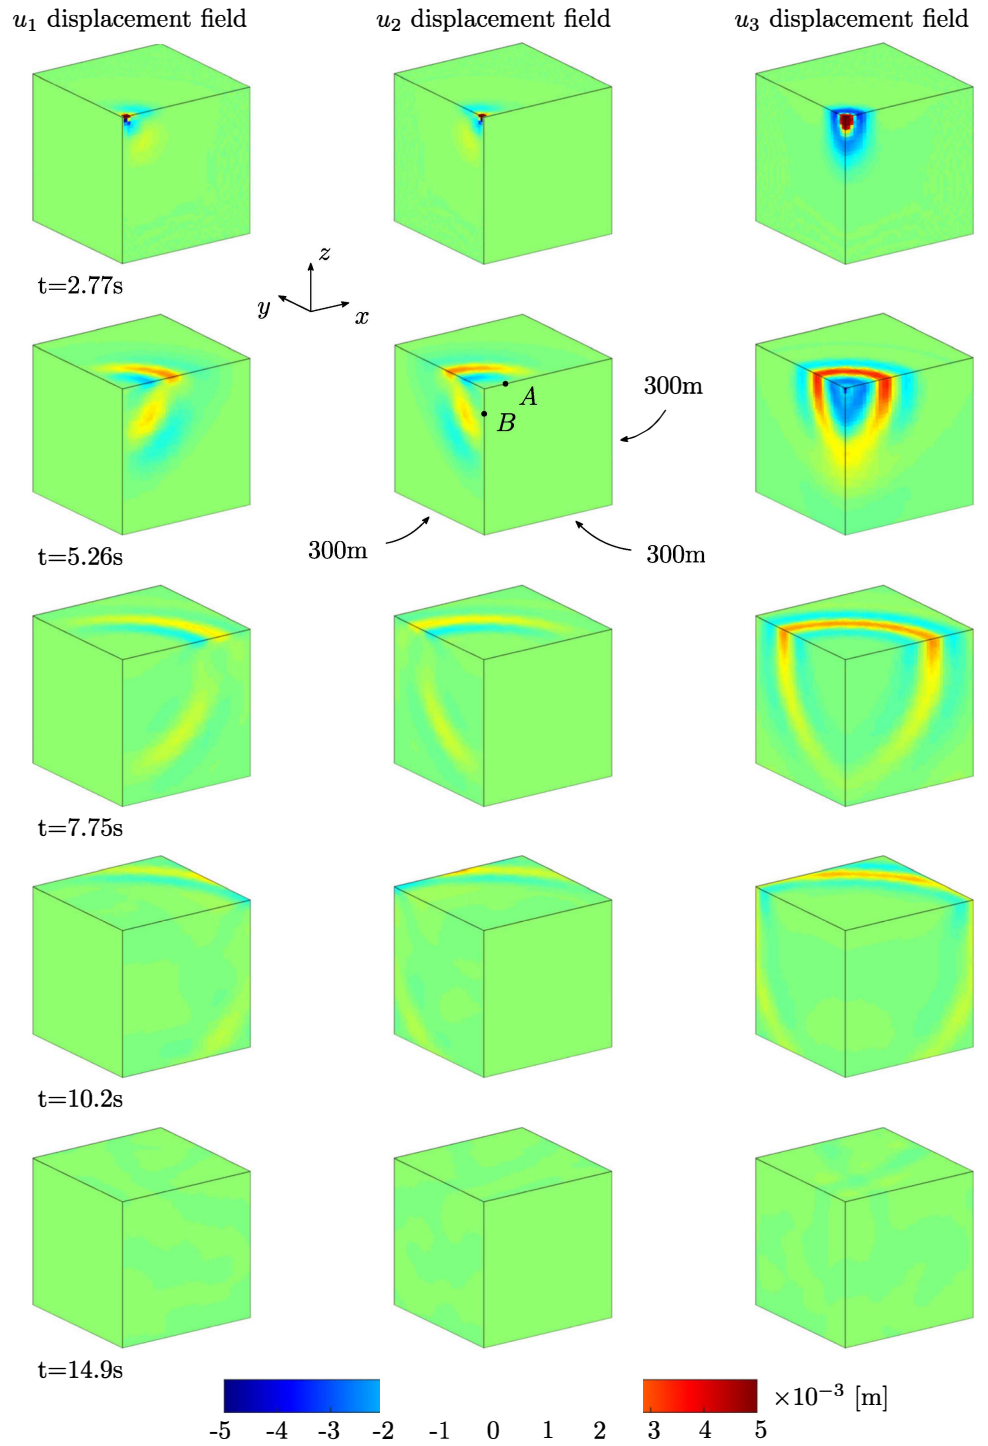 u₁ displacement field u₂ displacement field u₃ displacement field
t=2.77s
z
y
x
A
B
300m
300m
300m
t=5.26s
t=7.75s
t=10.2s
t=14.9s
×10⁻³ [m]
-5 -4 -3 -2 -1 0 1 2 3 4 5